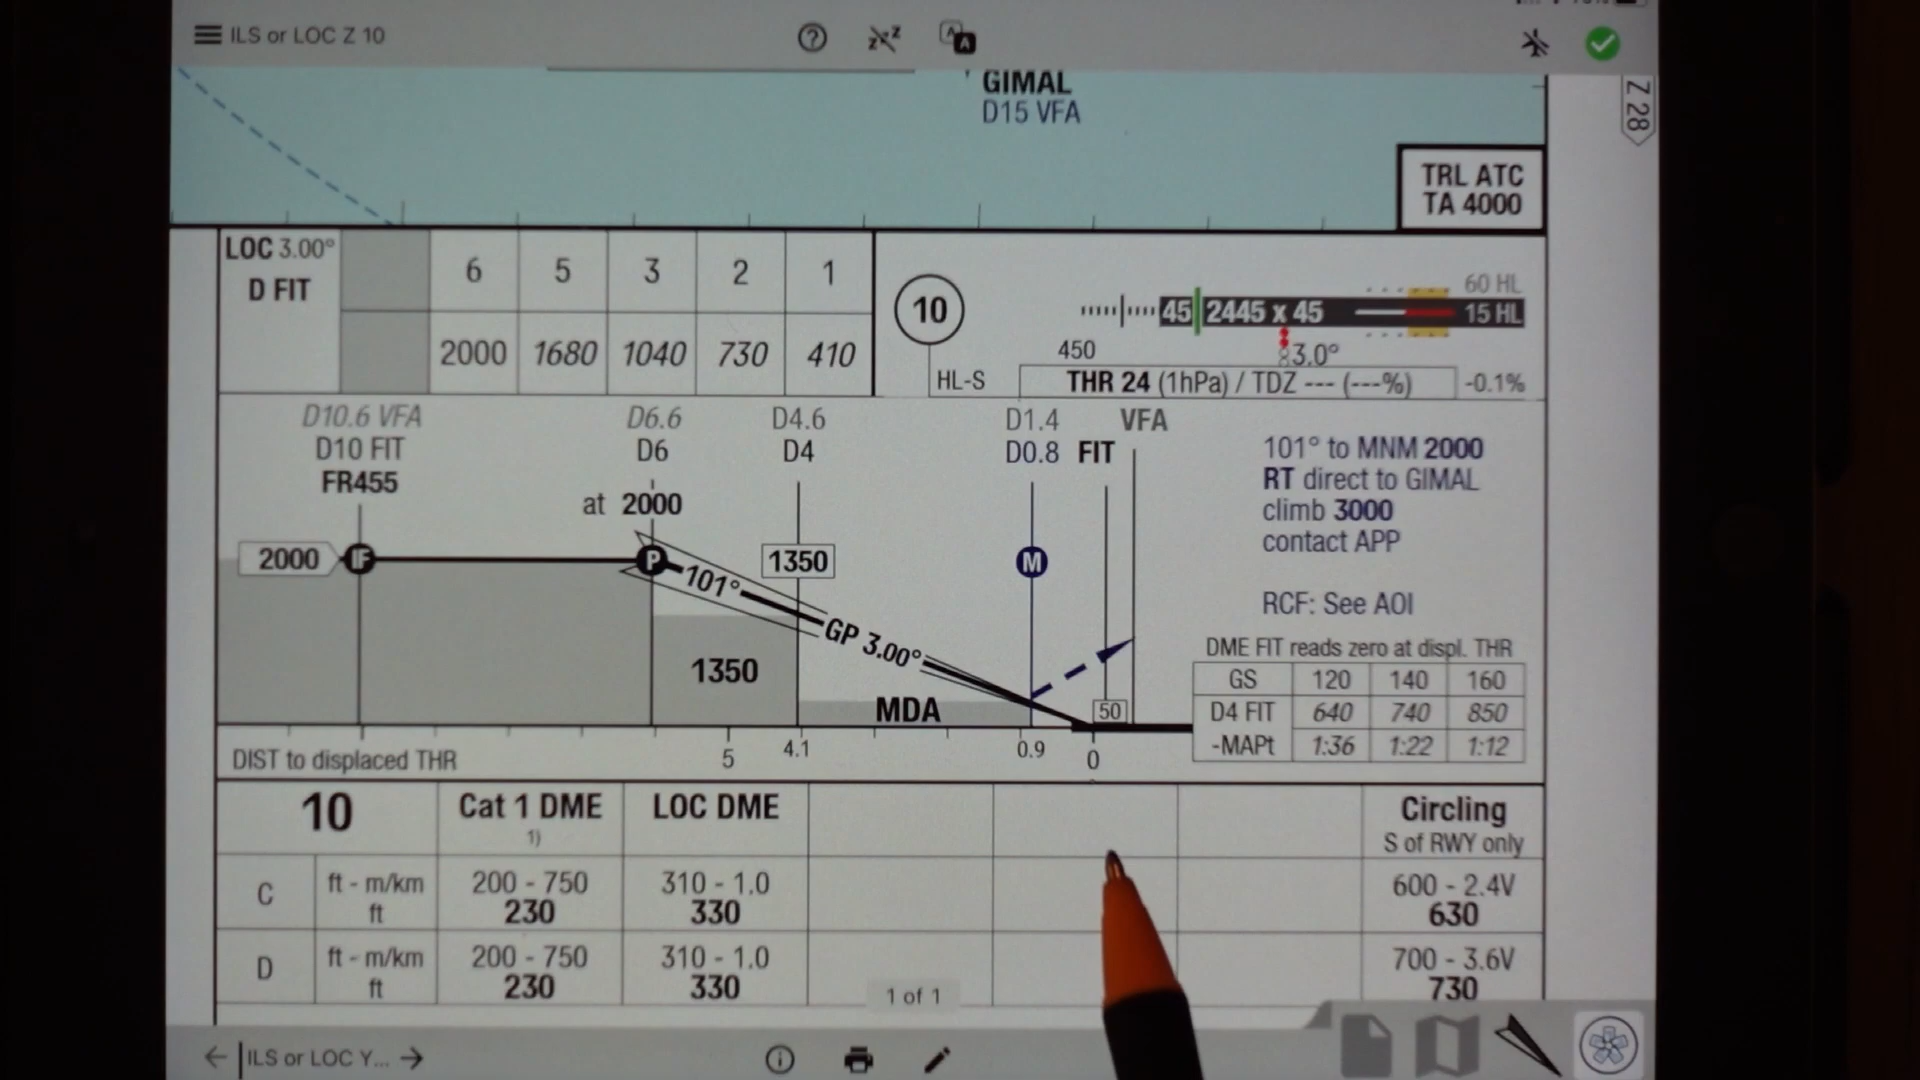 ILS or LOC Z 10
GIMAL
D15 VFA
Z 28
TRL ATC
TA 4000
LOC 3.00°
D FIT
6 5 3 2 1
2000 1680 1040 730 410
10
HL-S
45 2445 x 45
60 HL
15 HL
450
3.0°
THR 24 (1hPa) / TDZ --- (---%)
-0.1%
D10.6 VFA
D10 FIT
FR455
D6.6
D6
at 2000
D4.6
D4
D1.4
D0.8
FIT
VFA
2000
IF
P
101°
1350
GP 3.00°
M
1350
MDA
50
101° to MNM 2000
RT direct to GIMAL
climb 3000
contact APP
RCF: See AOI
DME FIT reads zero at displ. THR
GS 120 140 160
D4 FIT 640 740 850
-MAPt 1:36 1:22 1:12
DIST to displaced THR
5 4.1 0.9 0
10
Cat 1 DME
1)
LOC DME
Circling
S of RWY only
C ft - m/km 200 - 750 310 - 1.0 600 - 2.4V
ft 230 330 630
D ft - m/km 200 - 750 310 - 1.0 700 - 3.6V
ft 230 330 730
1 of 1
ILS or LOC Y...